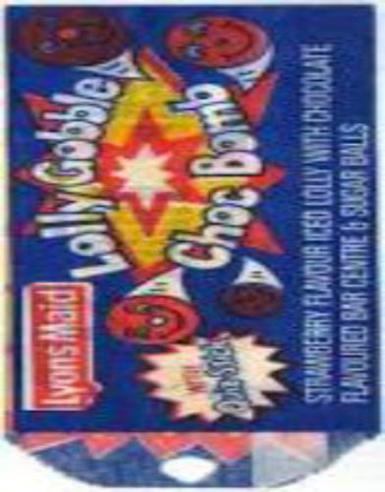 Lyons Maid
Lolly Gobble
Choc Bomb
WITH
STRAWBERRY FLAVOUR ICED LOLLY WITH CHOCOLATE
FLAVOURED BAR CENTRE & SUGAR BALLS